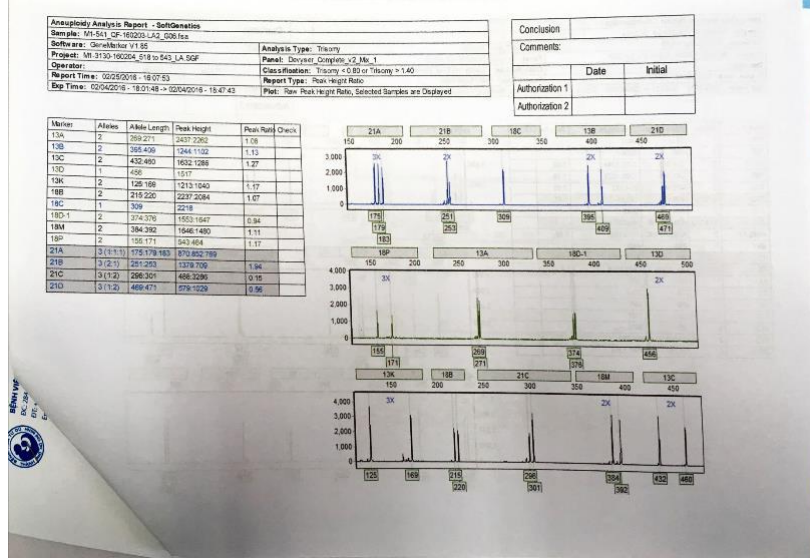 Aneuploidy Analysis Report - SoftGenetics
Sample: M1-541_QF-160203-LA2_G06.fsa
Software: GeneMarker V1.85
Analysis Type: Trisomy
Project: M1-3130-160204_518 to 543_LA.SGF
Panel: Devyser_Complete_v2_Mix_1
Operator:
Classification: Trisomy < 0.80 or Trisomy > 1.40
Report Time: 02/25/2016 - 16:07:53
Report Type: Peak Height Ratio
Exp Time: 02/04/2016 - 18:01:48 -> 02/04/2016 - 18:47:43
Plot: Raw Peak Height Ratio, Selected Samples are Displayed
Conclusion
Comments:
Date Initial
Authorization 1
Authorization 2
Marker Alleles Allele Length Peak Height Peak Ratio Check
13A 2 269:271 2437:2262 1.08
13B 2 395:409 1244:1102 1.13
13C 2 432:460 1632:1286 1.27
13D 1 456 1517
13K 2 125:169 1213:1040 1.17
18B 2 215:220 2237:2084 1.07
18C 1 309 2218
18D-1 2 374:376 1553:1647 0.94
18M 2 384:392 1646:1480 1.11
18P 2 155:171 543:464 1.17
21A 3 (1:1:1) 175:179:183 870:852:789
21B 3 (2:1) 251:253 1378:709 1.94
21C 3 (1:2) 296:301
21D 3 (1:2) 469:471 579:1029 0.56
21A 21B 18C 13B 21D
150 200 250 300 350 400 450
3X 2X 2X 2X
3,000
2,000
1,000
0
175 251 309 395 469
179 253 409 471
183
18P 13A 18D-1 13D
150 200 250 300 350 400 450 500
3X 2X
4,000
3,000
2,000
1,000
0
155 269 374 456
171 271 376
13K 18B 21C 18M 13C
150 200 250 300 350 400 450
3X 2X 2X
4,000
3,000
2,000
1,000
0
125 169 215 296 384 432 460
220 301 392
BỆNH VIỆ